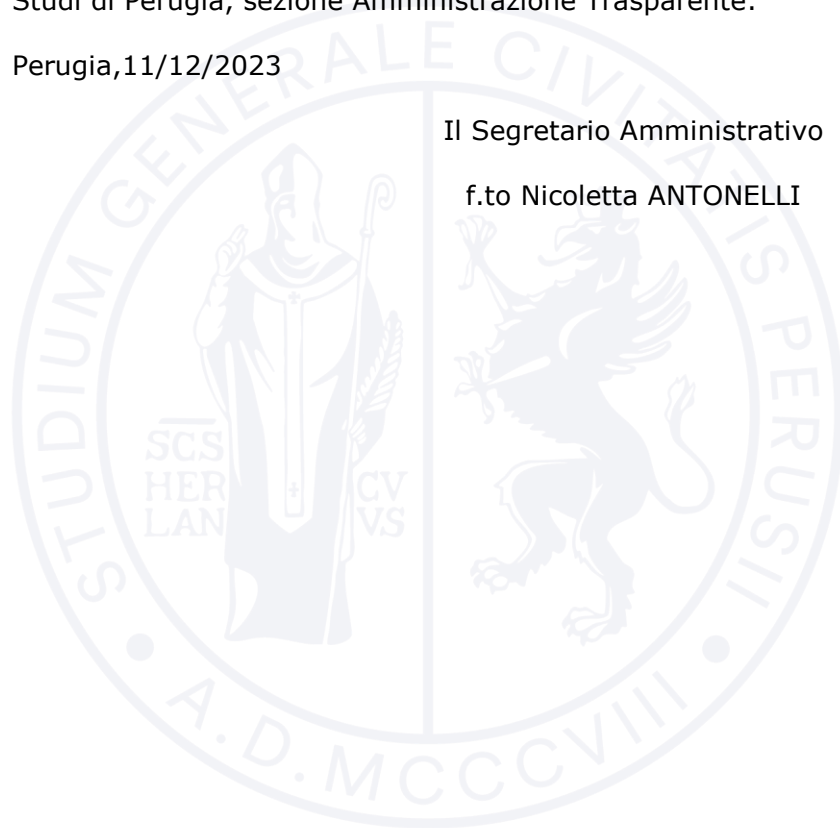 Studi di Perugia, sezione Amministrazione Trasparente.
Perugia,11/12/2023
Il Segretario Amministrativo
f.to Nicoletta ANTONELLI
STUDIUM GENERALE CIVITATIS PERUSII
SCS
HER
LAN
CV
VS
A.D.MCCCVIII